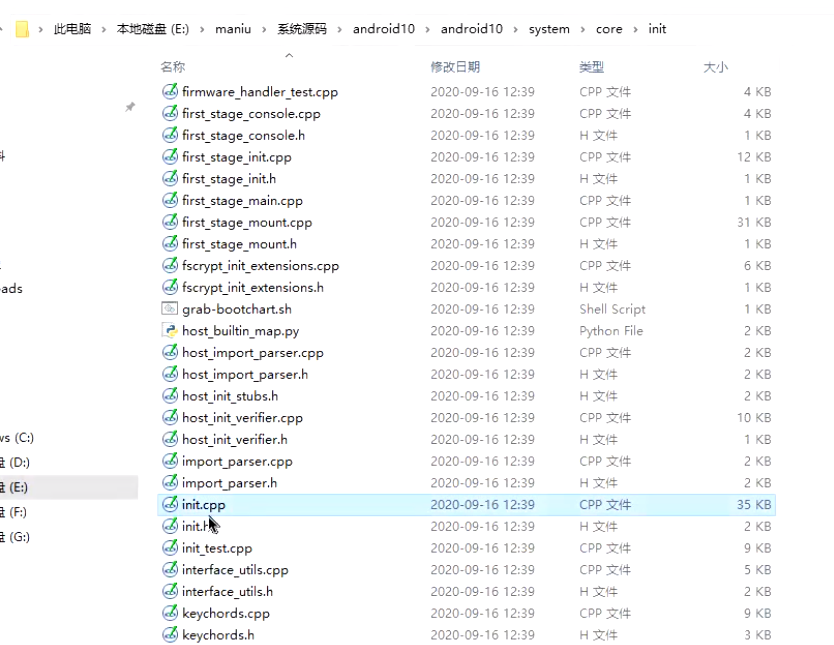 此电脑 › 本地磁盘 (E:) › maniu › 系统源码 › android10 › android10 › system › core › init
名称 修改日期 类型 大小
firmware_handler_test.cpp 2020-09-16 12:39 CPP 文件 4 KB
first_stage_console.cpp 2020-09-16 12:39 CPP 文件 4 KB
first_stage_console.h 2020-09-16 12:39 H 文件 1 KB
first_stage_init.cpp 2020-09-16 12:39 CPP 文件 12 KB
first_stage_init.h 2020-09-16 12:39 H 文件 1 KB
first_stage_main.cpp 2020-09-16 12:39 CPP 文件 1 KB
first_stage_mount.cpp 2020-09-16 12:39 CPP 文件 31 KB
first_stage_mount.h 2020-09-16 12:39 H 文件 1 KB
fscrypt_init_extensions.cpp 2020-09-16 12:39 CPP 文件 6 KB
ads fscrypt_init_extensions.h 2020-09-16 12:39 H 文件 1 KB
grab-bootchart.sh 2020-09-16 12:39 Shell Script 1 KB
host_builtin_map.py 2020-09-16 12:39 Python File 2 KB
host_import_parser.cpp 2020-09-16 12:39 CPP 文件 2 KB
host_import_parser.h 2020-09-16 12:39 H 文件 2 KB
host_init_stubs.h 2020-09-16 12:39 H 文件 2 KB
host_init_verifier.cpp 2020-09-16 12:39 CPP 文件 10 KB
ws (C:) host_init_verifier.h 2020-09-16 12:39 H 文件 1 KB
(D:) import_parser.cpp 2020-09-16 12:39 CPP 文件 2 KB
(E:) import_parser.h 2020-09-16 12:39 H 文件 2 KB
init.cpp 2020-09-16 12:39 CPP 文件 35 KB
(F:) init.h 2020-09-16 12:39 H 文件 2 KB
(G:) init_test.cpp 2020-09-16 12:39 CPP 文件 9 KB
interface_utils.cpp 2020-09-16 12:39 CPP 文件 5 KB
interface_utils.h 2020-09-16 12:39 H 文件 2 KB
keychords.cpp 2020-09-16 12:39 CPP 文件 9 KB
keychords.h 2020-09-16 12:39 H 文件 3 KB